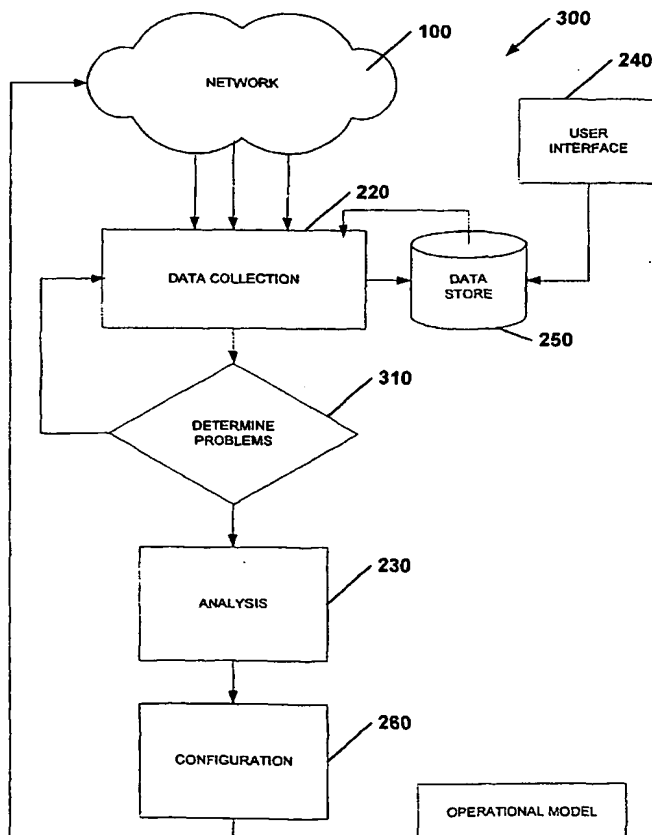 100
300
NETWORK
240
USER
INTERFACE
220
DATA COLLECTION
DATA
STORE
250
310
DETERMINE
PROBLEMS
230
ANALYSIS
260
CONFIGURATION
OPERATIONAL MODEL